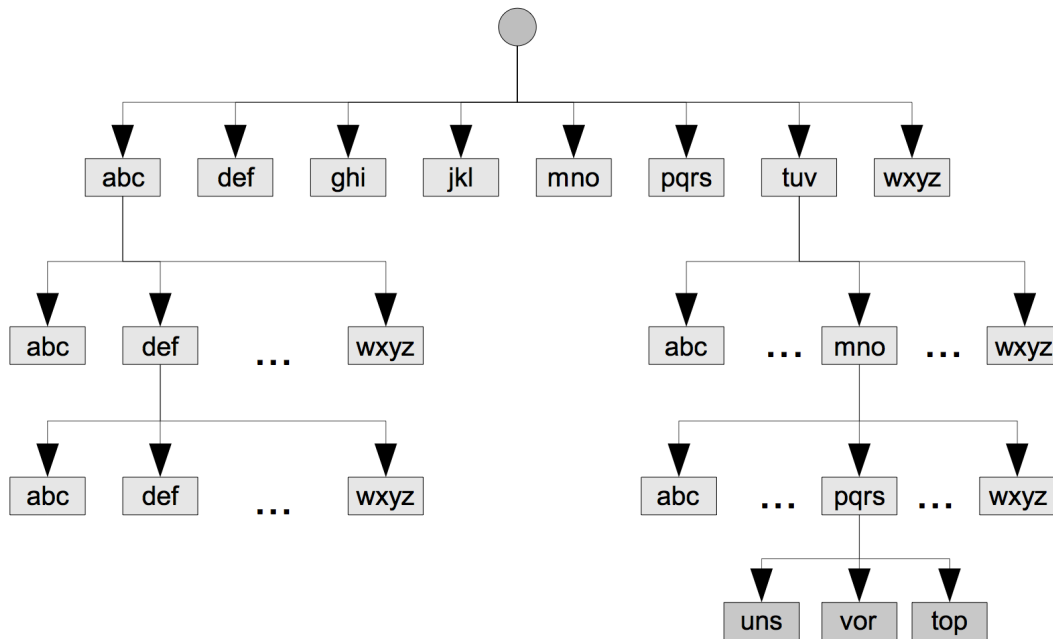 abc def ghi jkl mno pqrs tuv wxyz
abc def ... wxyz abc ... mno ... wxyz
abc def ... wxyz abc ... pqrs ... wxyz
uns vor top